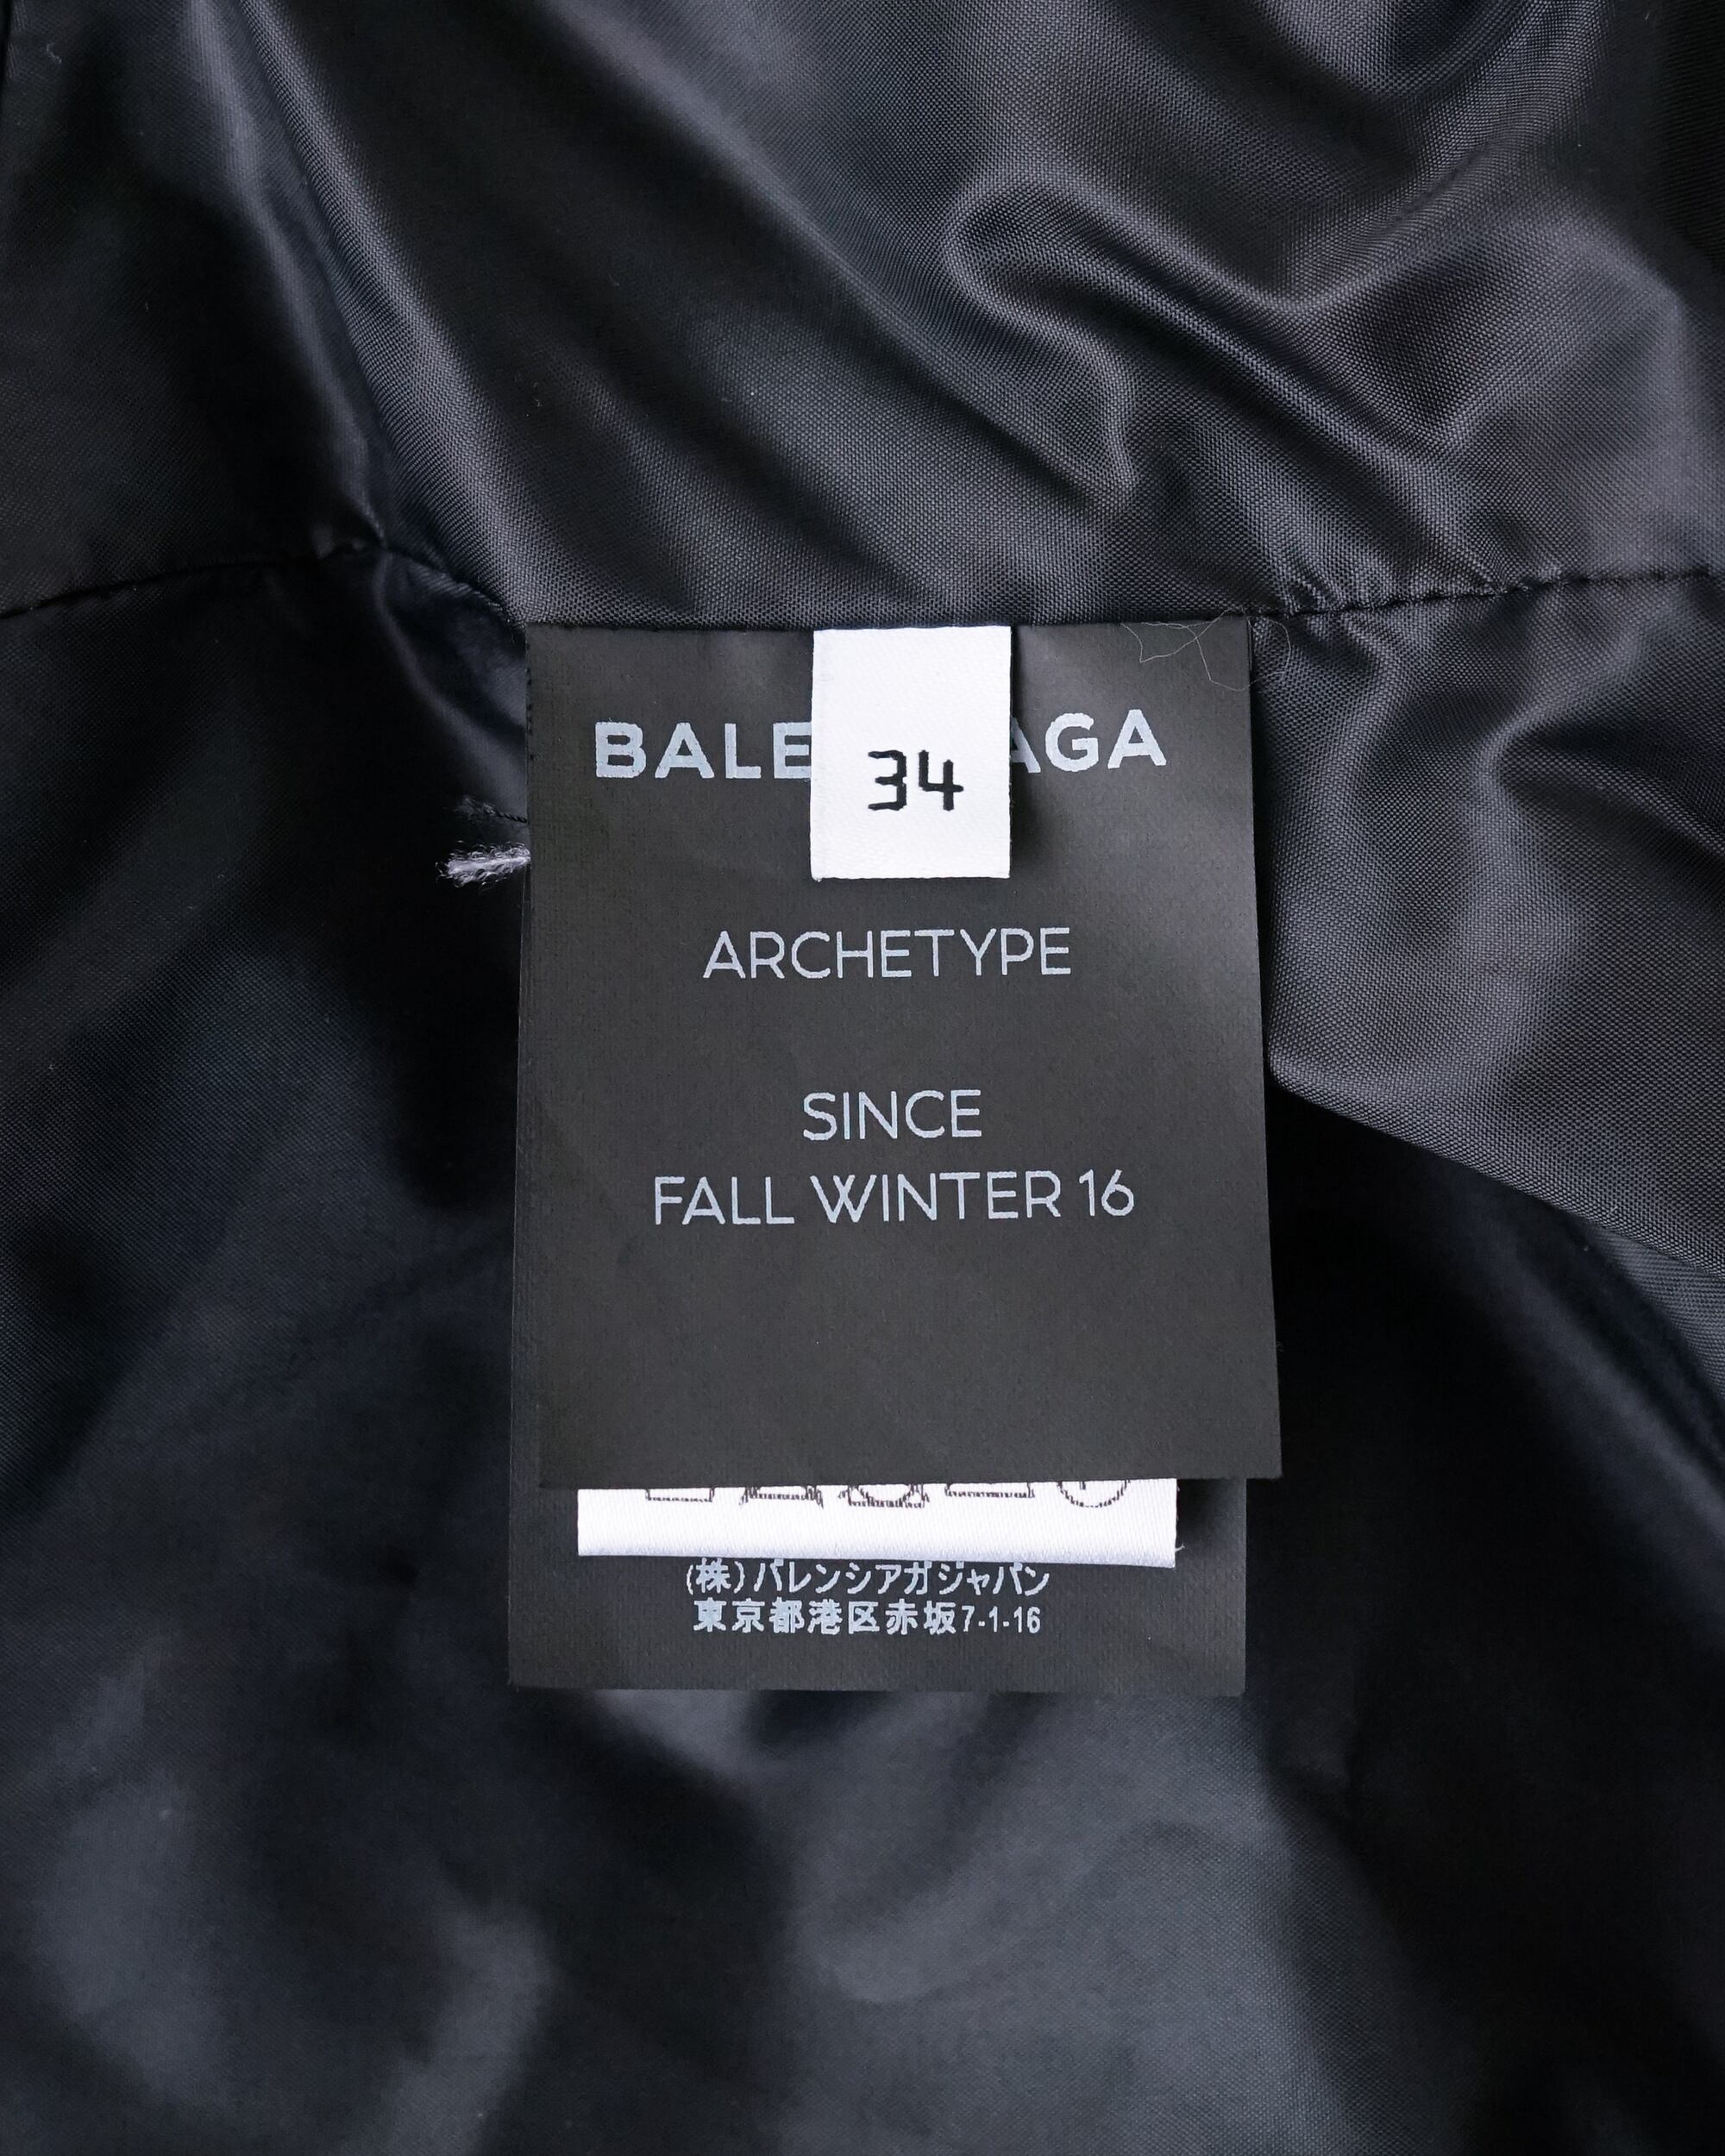 BALE AGA
34
ARCHETYPE
SINCE
FALL WINTER 16
(株)バレンシアガジャパン
東京都港区赤坂7-1-16